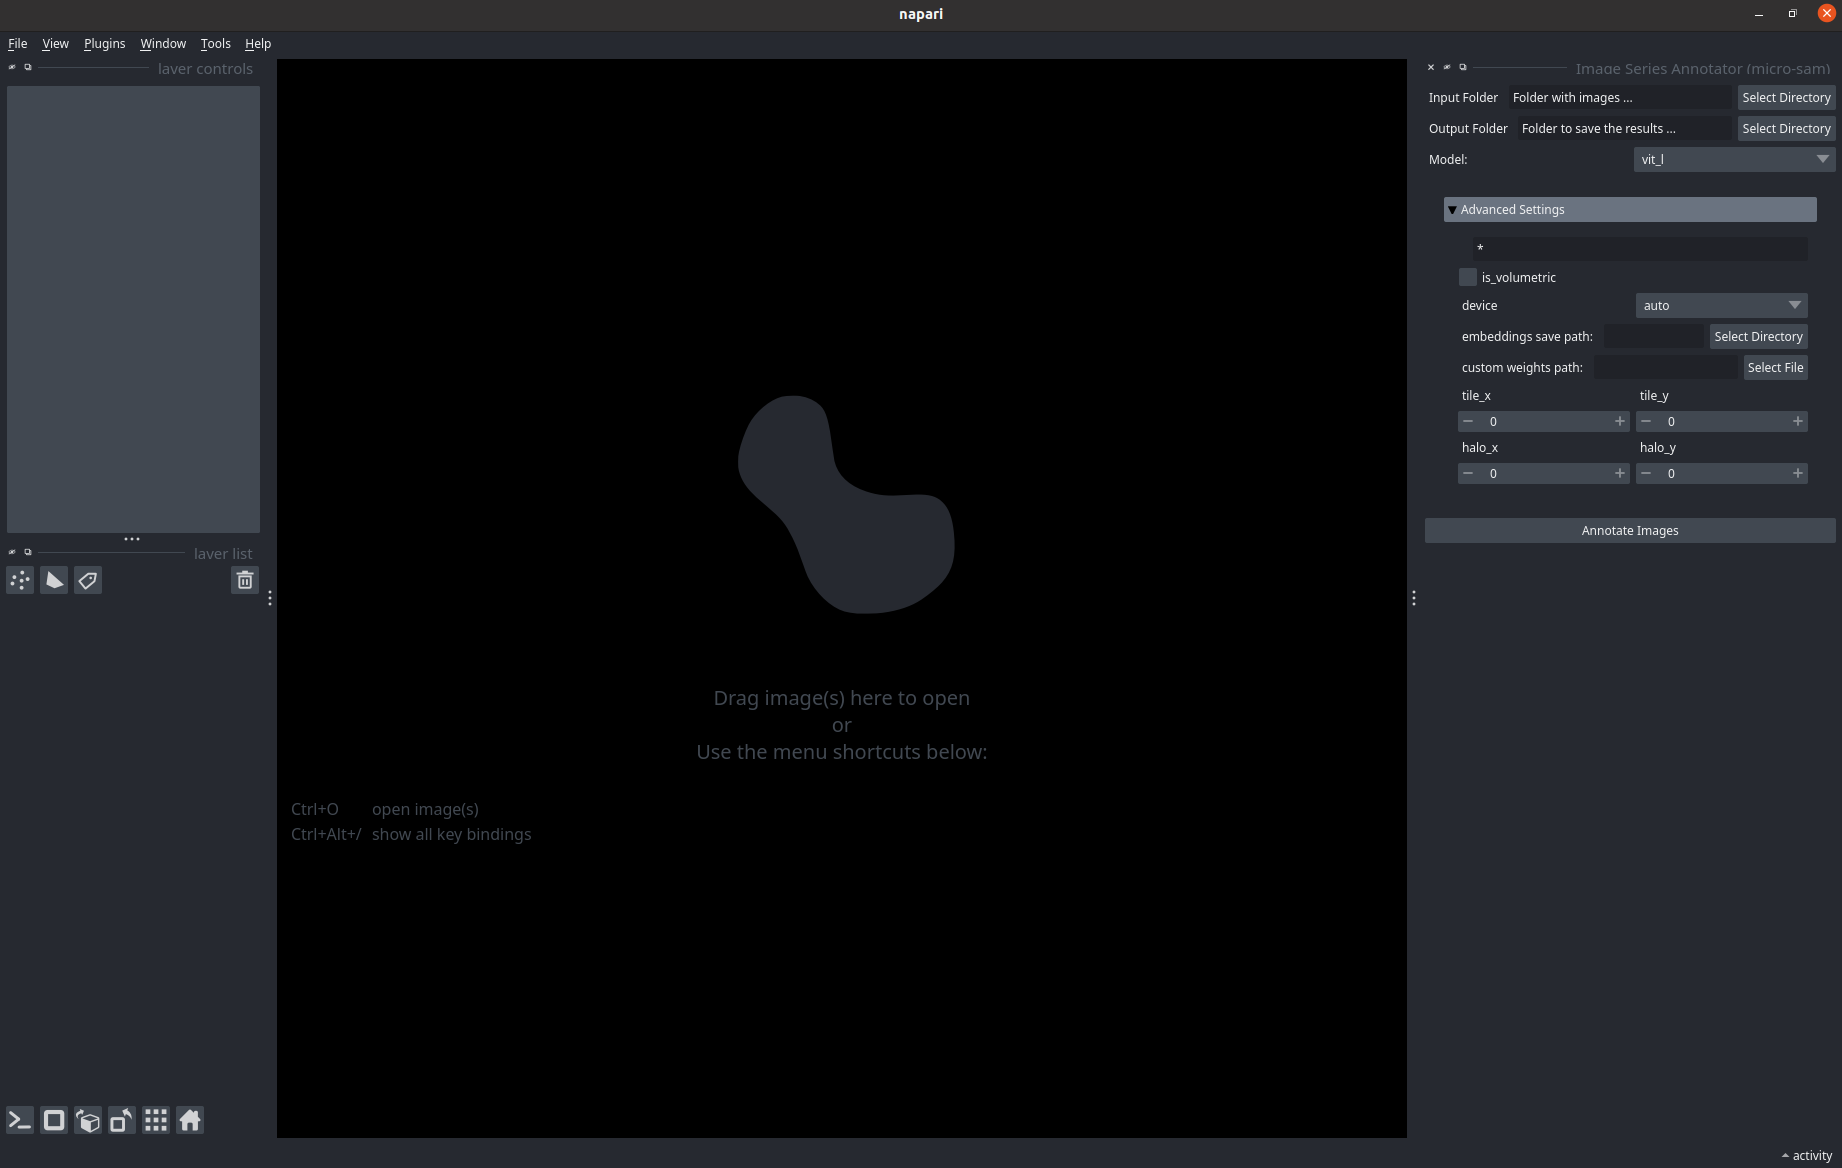 napari
File View Plugins Window Tools Help
layer controls
Image Series Annotator (micro-sam)
Input Folder Folder with images ... Select Directory
Output Folder Folder to save the results ... Select Directory
Model: vit_l
Advanced Settings
*
is_volumetric
device auto
embeddings save path: Select Directory
custom weights path: Select File
tile_x tile_y
0 0
halo_x halo_y
0 0
Annotate Images
layer list
Drag image(s) here to open
or
Use the menu shortcuts below:
Ctrl+O open image(s)
Ctrl+Alt+/ show all key bindings
activity